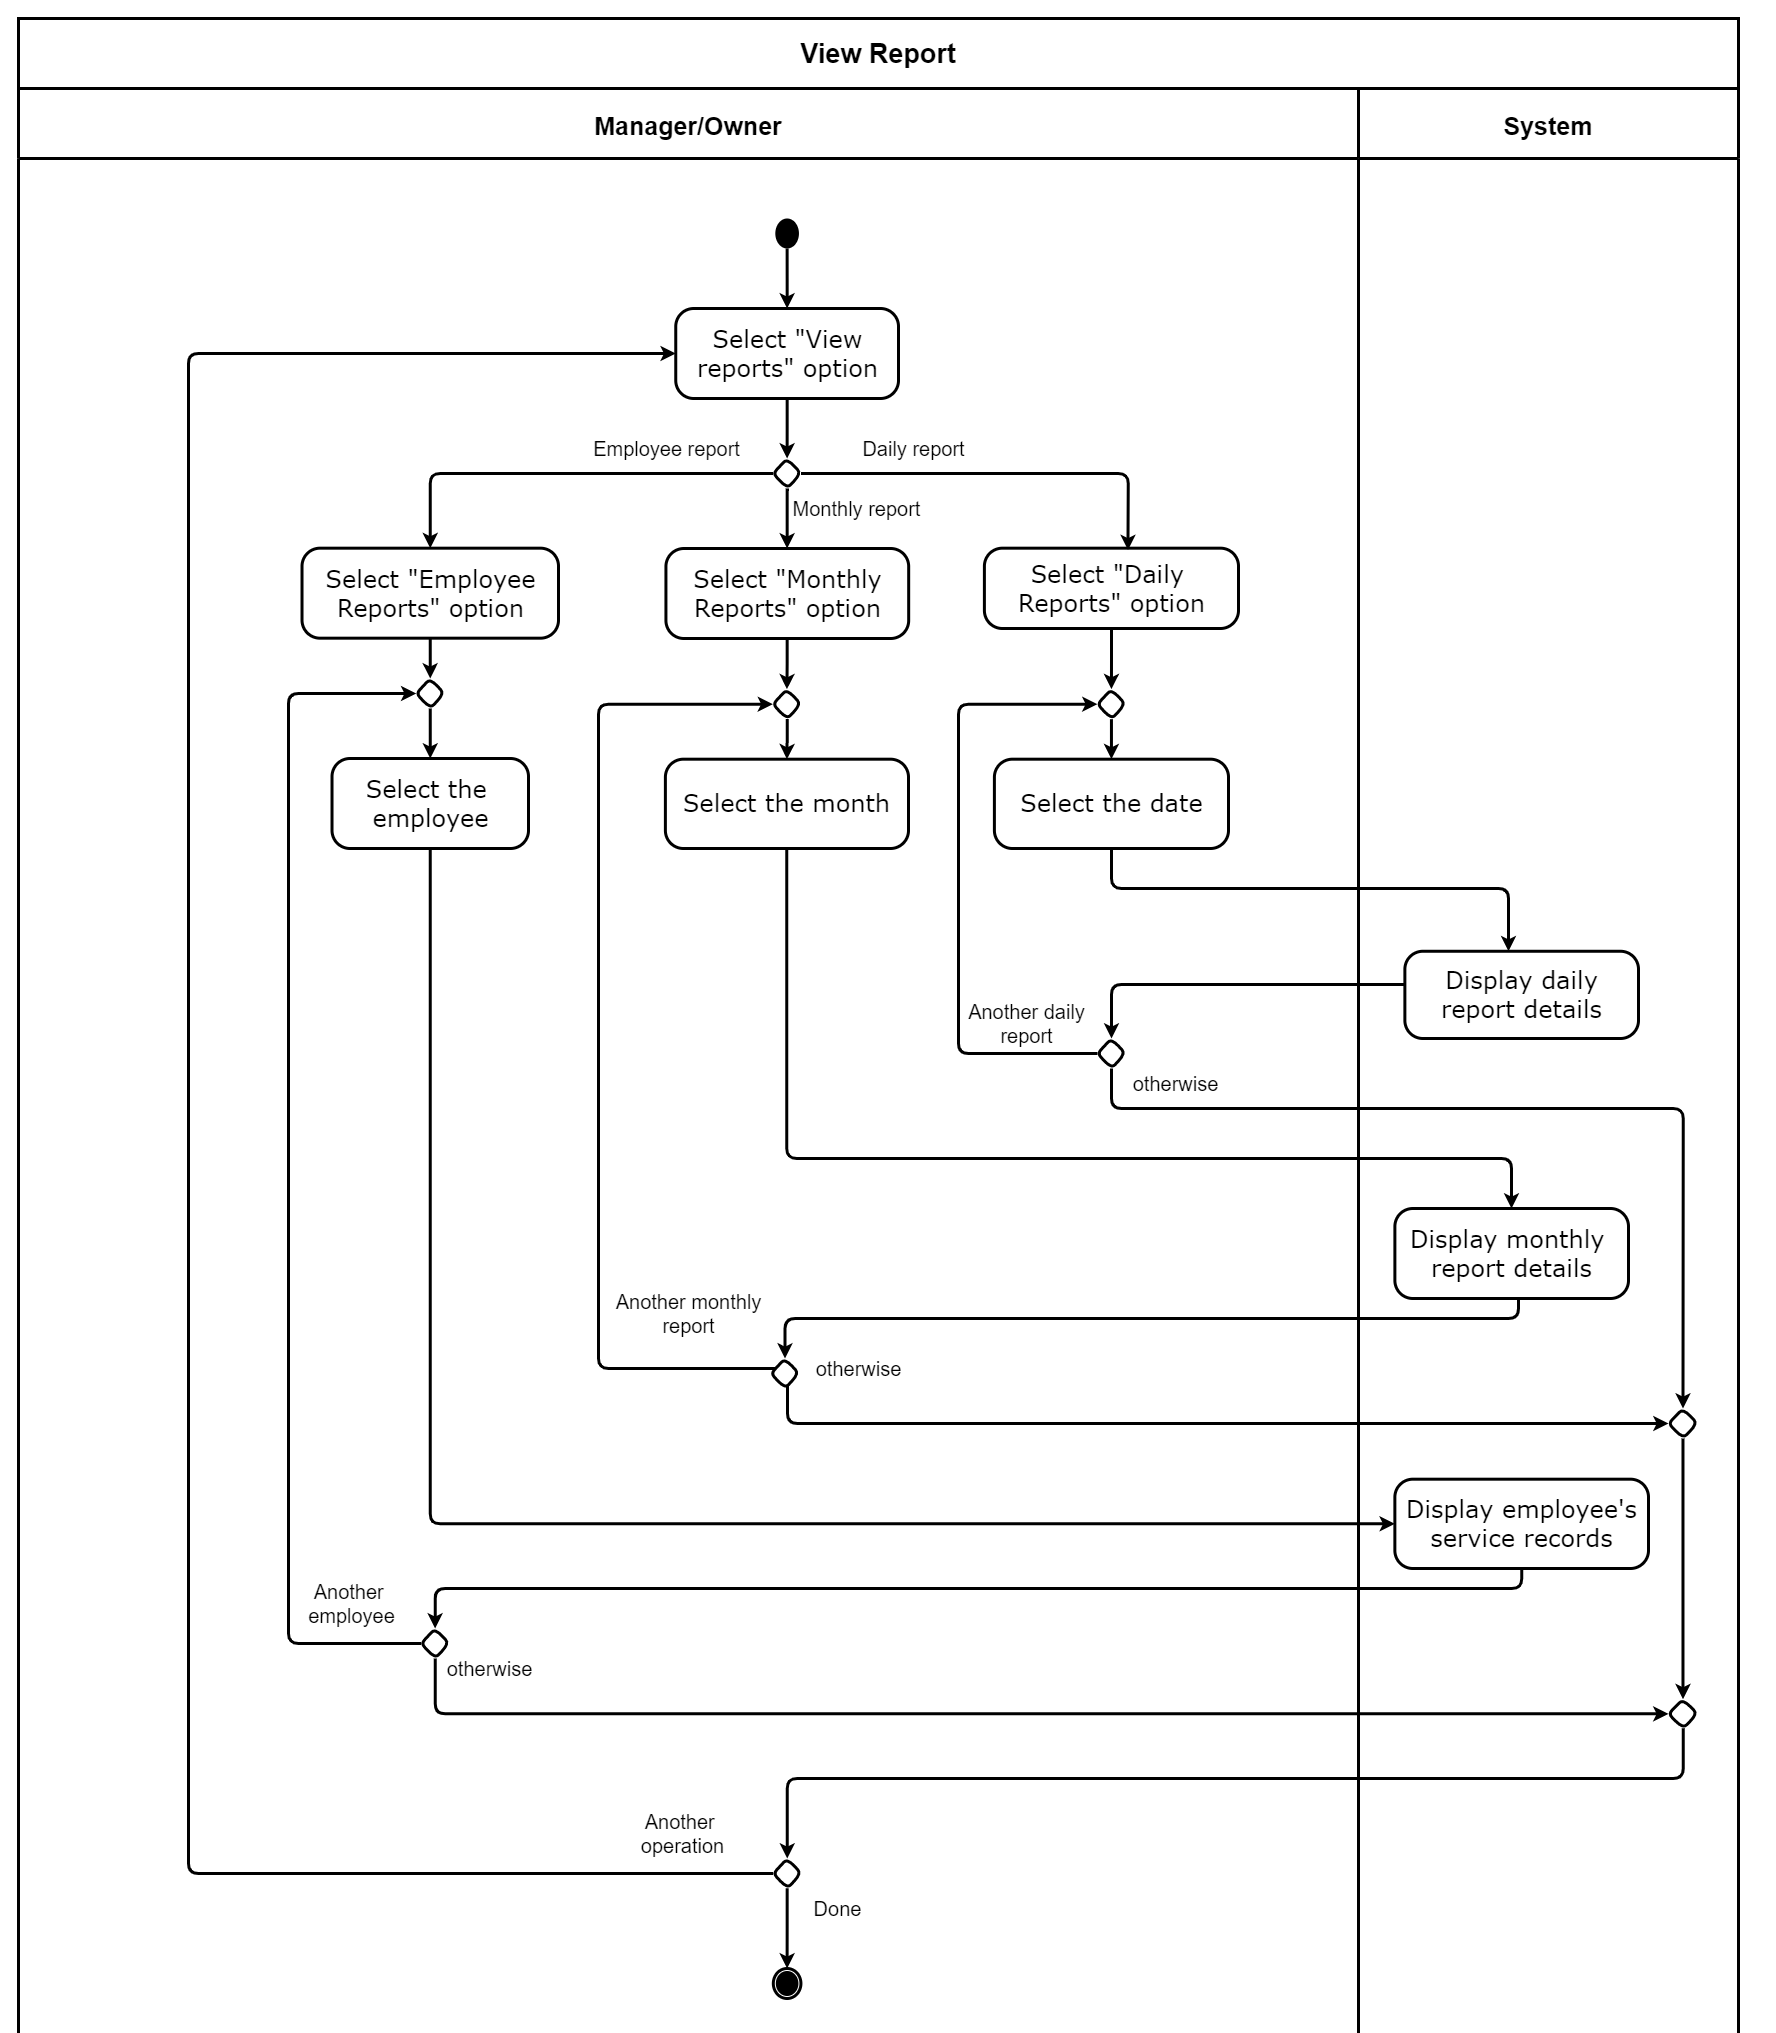 View Report
Manager/Owner
System
Select "View
reports" option
Employee report
Daily report
Monthly report
Select "Employee
Reports" option
Select "Monthly
Reports" option
Select "Daily
Reports" option
Select the
employee
Select the month
Select the date
Display daily
report details
Another daily
report
otherwise
Display monthly
report details
Another monthly
report
otherwise
Display employee's
service records
Another
employee
otherwise
Another
operation
Done